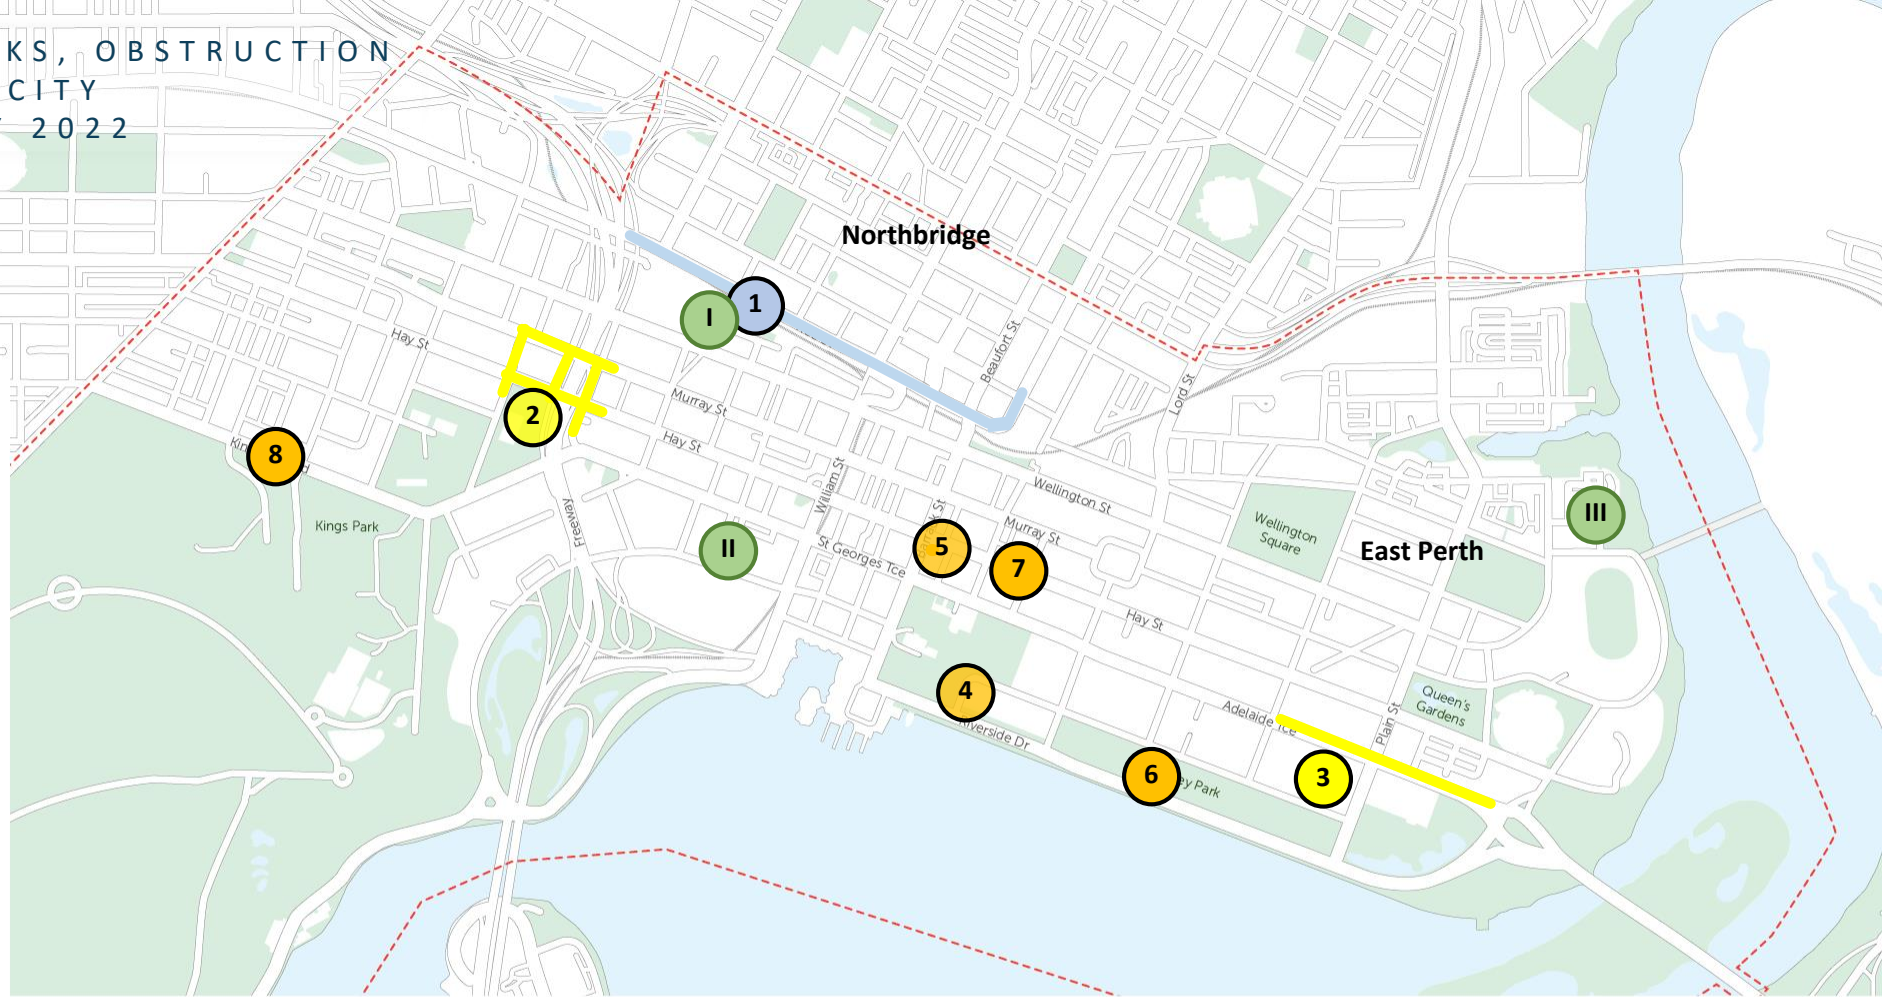 KS, OBSTRUCTION
CITY
2022
Northbridge
1
I
Beaufort St
Hay St
Lord St
Murray St
2
Hay St
8
William St
Wellington St
Kings Park
Freeway
III
Wellington
Square
Murray St
East Perth
II
St Georges Tce
5
7
Hay St
4
Queen's
Gardens
Adelaide Tce
Plain St
Riverside Dr
6
ey Park
3